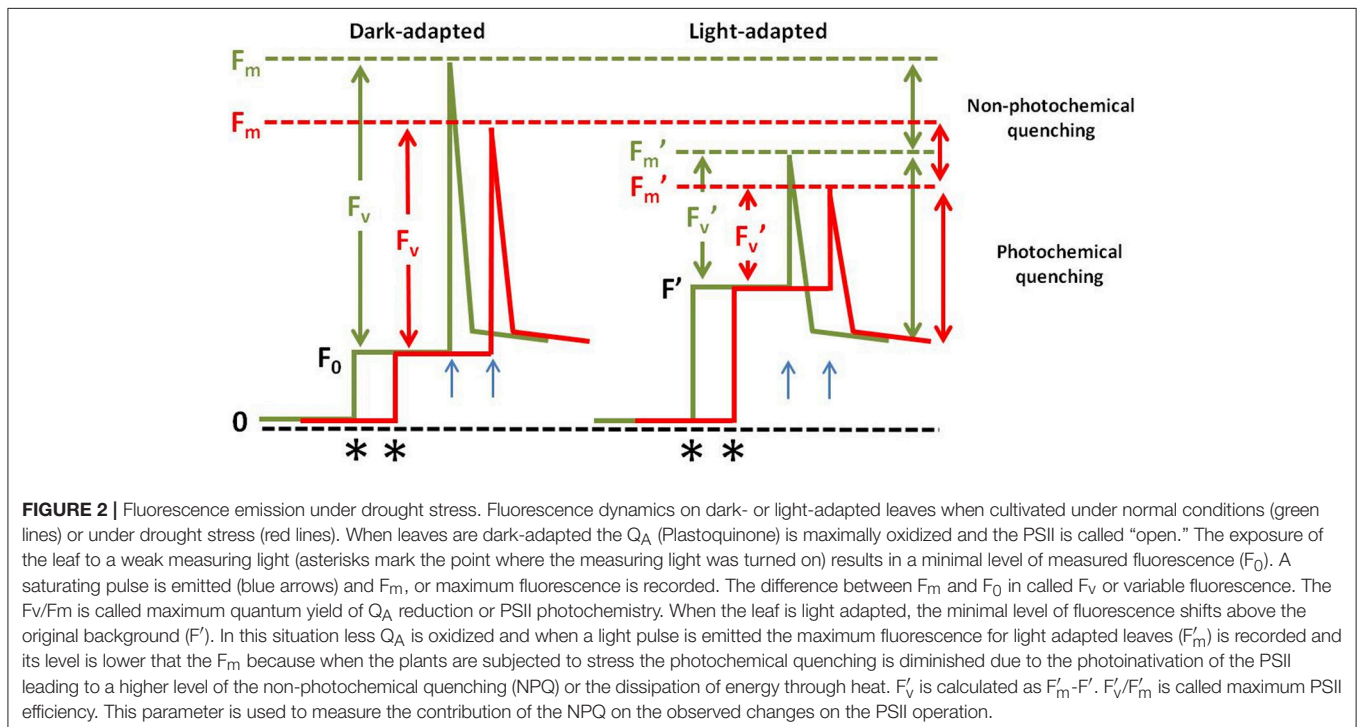 Dark-adapted
Light-adapted
Fm
Fm
Fv
Fv
F0
0
* *
Fm'
Fm'
Fv'
Fv'
F'
* *
Non-photochemical
quenching
Photochemical
quenching
FIGURE 2 | Fluorescence emission under drought stress. Fluorescence dynamics on dark- or light-adapted leaves when cultivated under normal conditions (green
lines) or under drought stress (red lines). When leaves are dark-adapted the QA (Plastoquinone) is maximally oxidized and the PSII is called “open.” The exposure of
the leaf to a weak measuring light (asterisks mark the point where the measuring light was turned on) results in a minimal level of measured fluorescence (F0). A
saturating pulse is emitted (blue arrows) and Fm, or maximum fluorescence is recorded. The difference between Fm and F0 in called Fv or variable fluorescence. The
Fv/Fm is called maximum quantum yield of QA reduction or PSII photochemistry. When the leaf is light adapted, the minimal level of fluorescence shifts above the
original background (F′). In this situation less QA is oxidized and when a light pulse is emitted the maximum fluorescence for light adapted leaves (F′m) is recorded and
its level is lower that the Fm because when the plants are subjected to stress the photochemical quenching is diminished due to the photoinativation of the PSII
leading to a higher level of the non-photochemical quenching (NPQ) or the dissipation of energy through heat. F′v is calculated as F′m-F′. F′v/F′m is called maximum PSII
efficiency. This parameter is used to measure the contribution of the NPQ on the observed changes on the PSII operation.